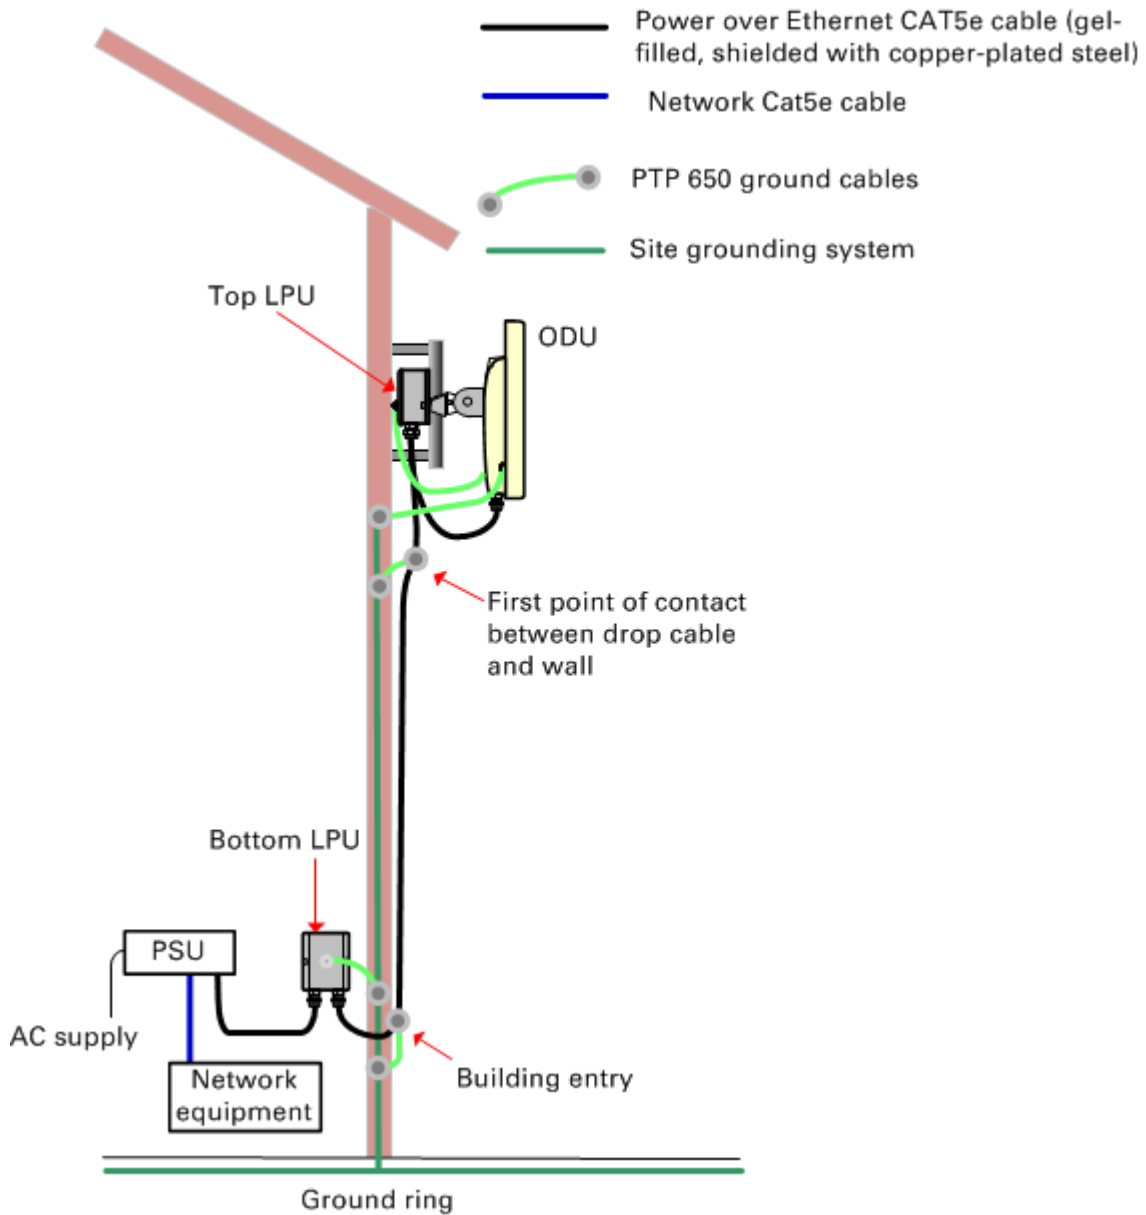 Power over Ethernet CAT5e cable (gel-
filled, shielded with copper-plated steel)
Network Cat5e cable
PTP 650 ground cables
Site grounding system
Top LPU
ODU
First point of contact
between drop cable
and wall
Bottom LPU
PSU
AC supply
Network
equipment
Building entry
Ground ring